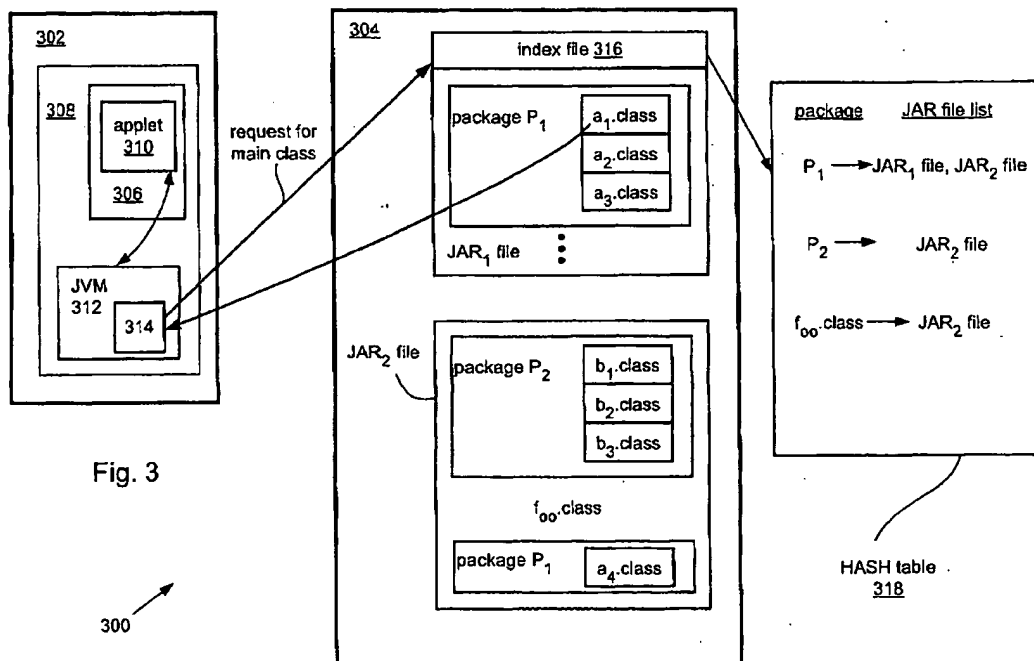 302
308
applet
310
306
JVM
312
314
request for
main class
304
index file 316
package P1
a1.class
a2.class
a3.class
JAR1 file
JAR2 file
package P2
b1.class
b2.class
b3.class
foo.class
package P1
a4.class
package JAR file list
P1 → JAR1 file, JAR2 file
P2 → JAR2 file
foo.class → JAR2 file
HASH table
318
Fig. 3
300